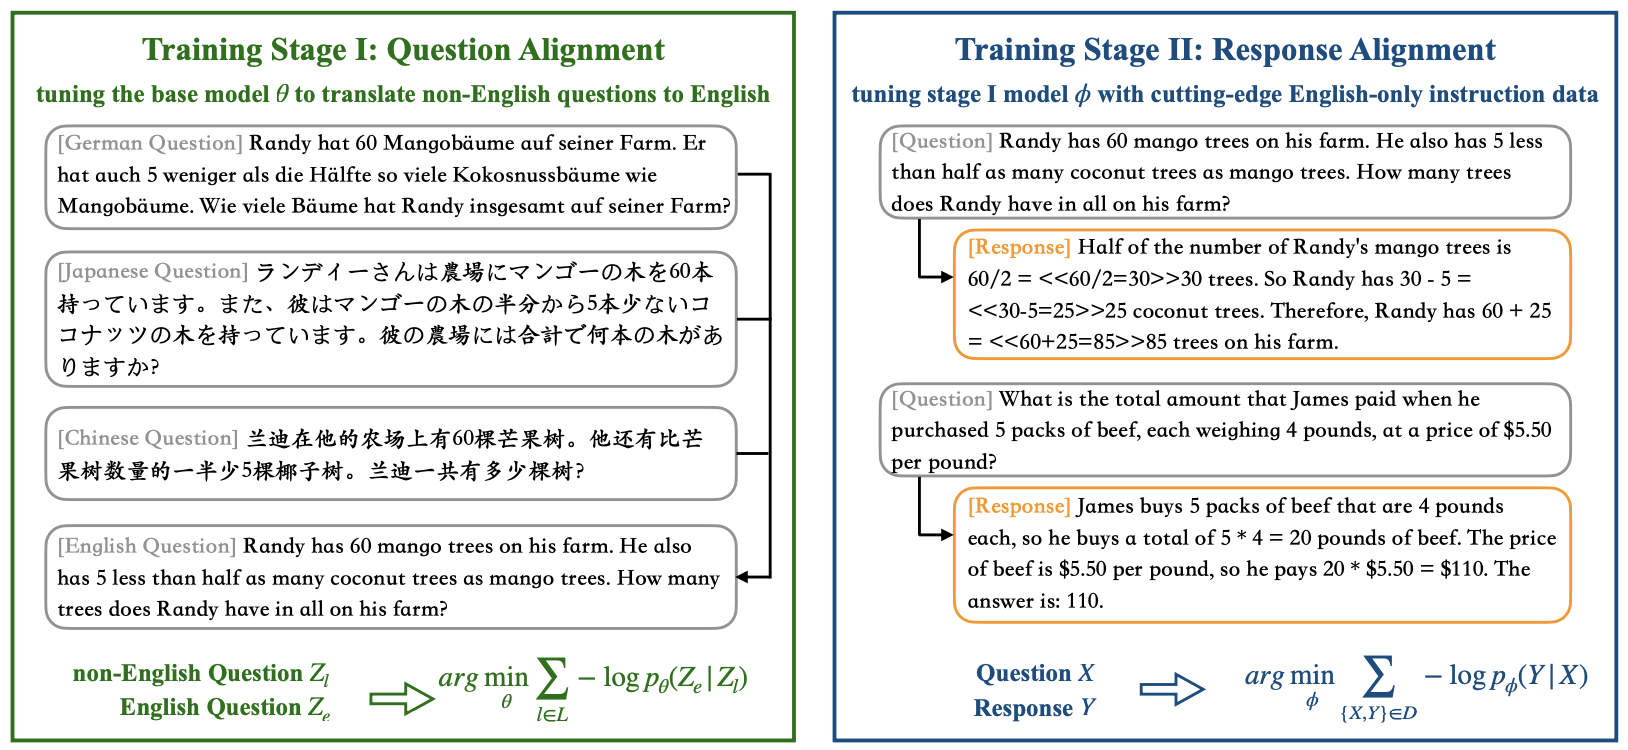 Training Stage I: Question Alignment
tuning the base model θ to translate non-English questions to English
[German Question] Randy hat 60 Mangobäume auf seiner Farm. Er
hat auch 5 weniger als die Hälfte so viele Kokosnussbäume wie
Mangobäume. Wie viele Bäume hat Randy insgesamt auf seiner Farm?
[Japanese Question] ランディーさんは農場にマンゴーの木を60本
持っています。また、彼はマンゴーの木の半分から5本少ないココ
コナッツの木を持っています。彼の農場には合計で何本の木があ
りますか?
[Chinese Question] 兰迪在他的农场上有60棵芒果树。他还有比芒
果树数量的一半少5棵椰子树。兰迪一共有多少棵树?
[English Question] Randy has 60 mango trees on his farm. He also
has 5 less than half as many coconut trees as mango trees. How many
trees does Randy have in all on his farm?
non-English Question Z_l
English Question Z_e
arg min_θ ∑_{l∈L} − log p_θ(Z_e | Z_l)
Training Stage II: Response Alignment
tuning stage I model ϕ with cutting-edge English-only instruction data
[Question] Randy has 60 mango trees on his farm. He also has 5 less
than half as many coconut trees as mango trees. How many trees
does Randy have in all on his farm?
[Response] Half of the number of Randy's mango trees is
60/2 = <<60/2=30>>30 trees. So Randy has 30 - 5 =
<<30-5=25>>25 coconut trees. Therefore, Randy has 60 + 25
= <<60+25=85>>85 trees on his farm.
[Question] What is the total amount that James paid when he
purchased 5 packs of beef, each weighing 4 pounds, at a price of $5.50
per pound?
[Response] James buys 5 packs of beef that are 4 pounds
each, so he buys a total of 5 * 4 = 20 pounds of beef. The price
of beef is $5.50 per pound, so he pays 20 * $5.50 = $110. The
answer is: 110.
Question X
Response Y
arg min_ϕ ∑_{{X,Y}∈D} − log p_ϕ(Y | X)